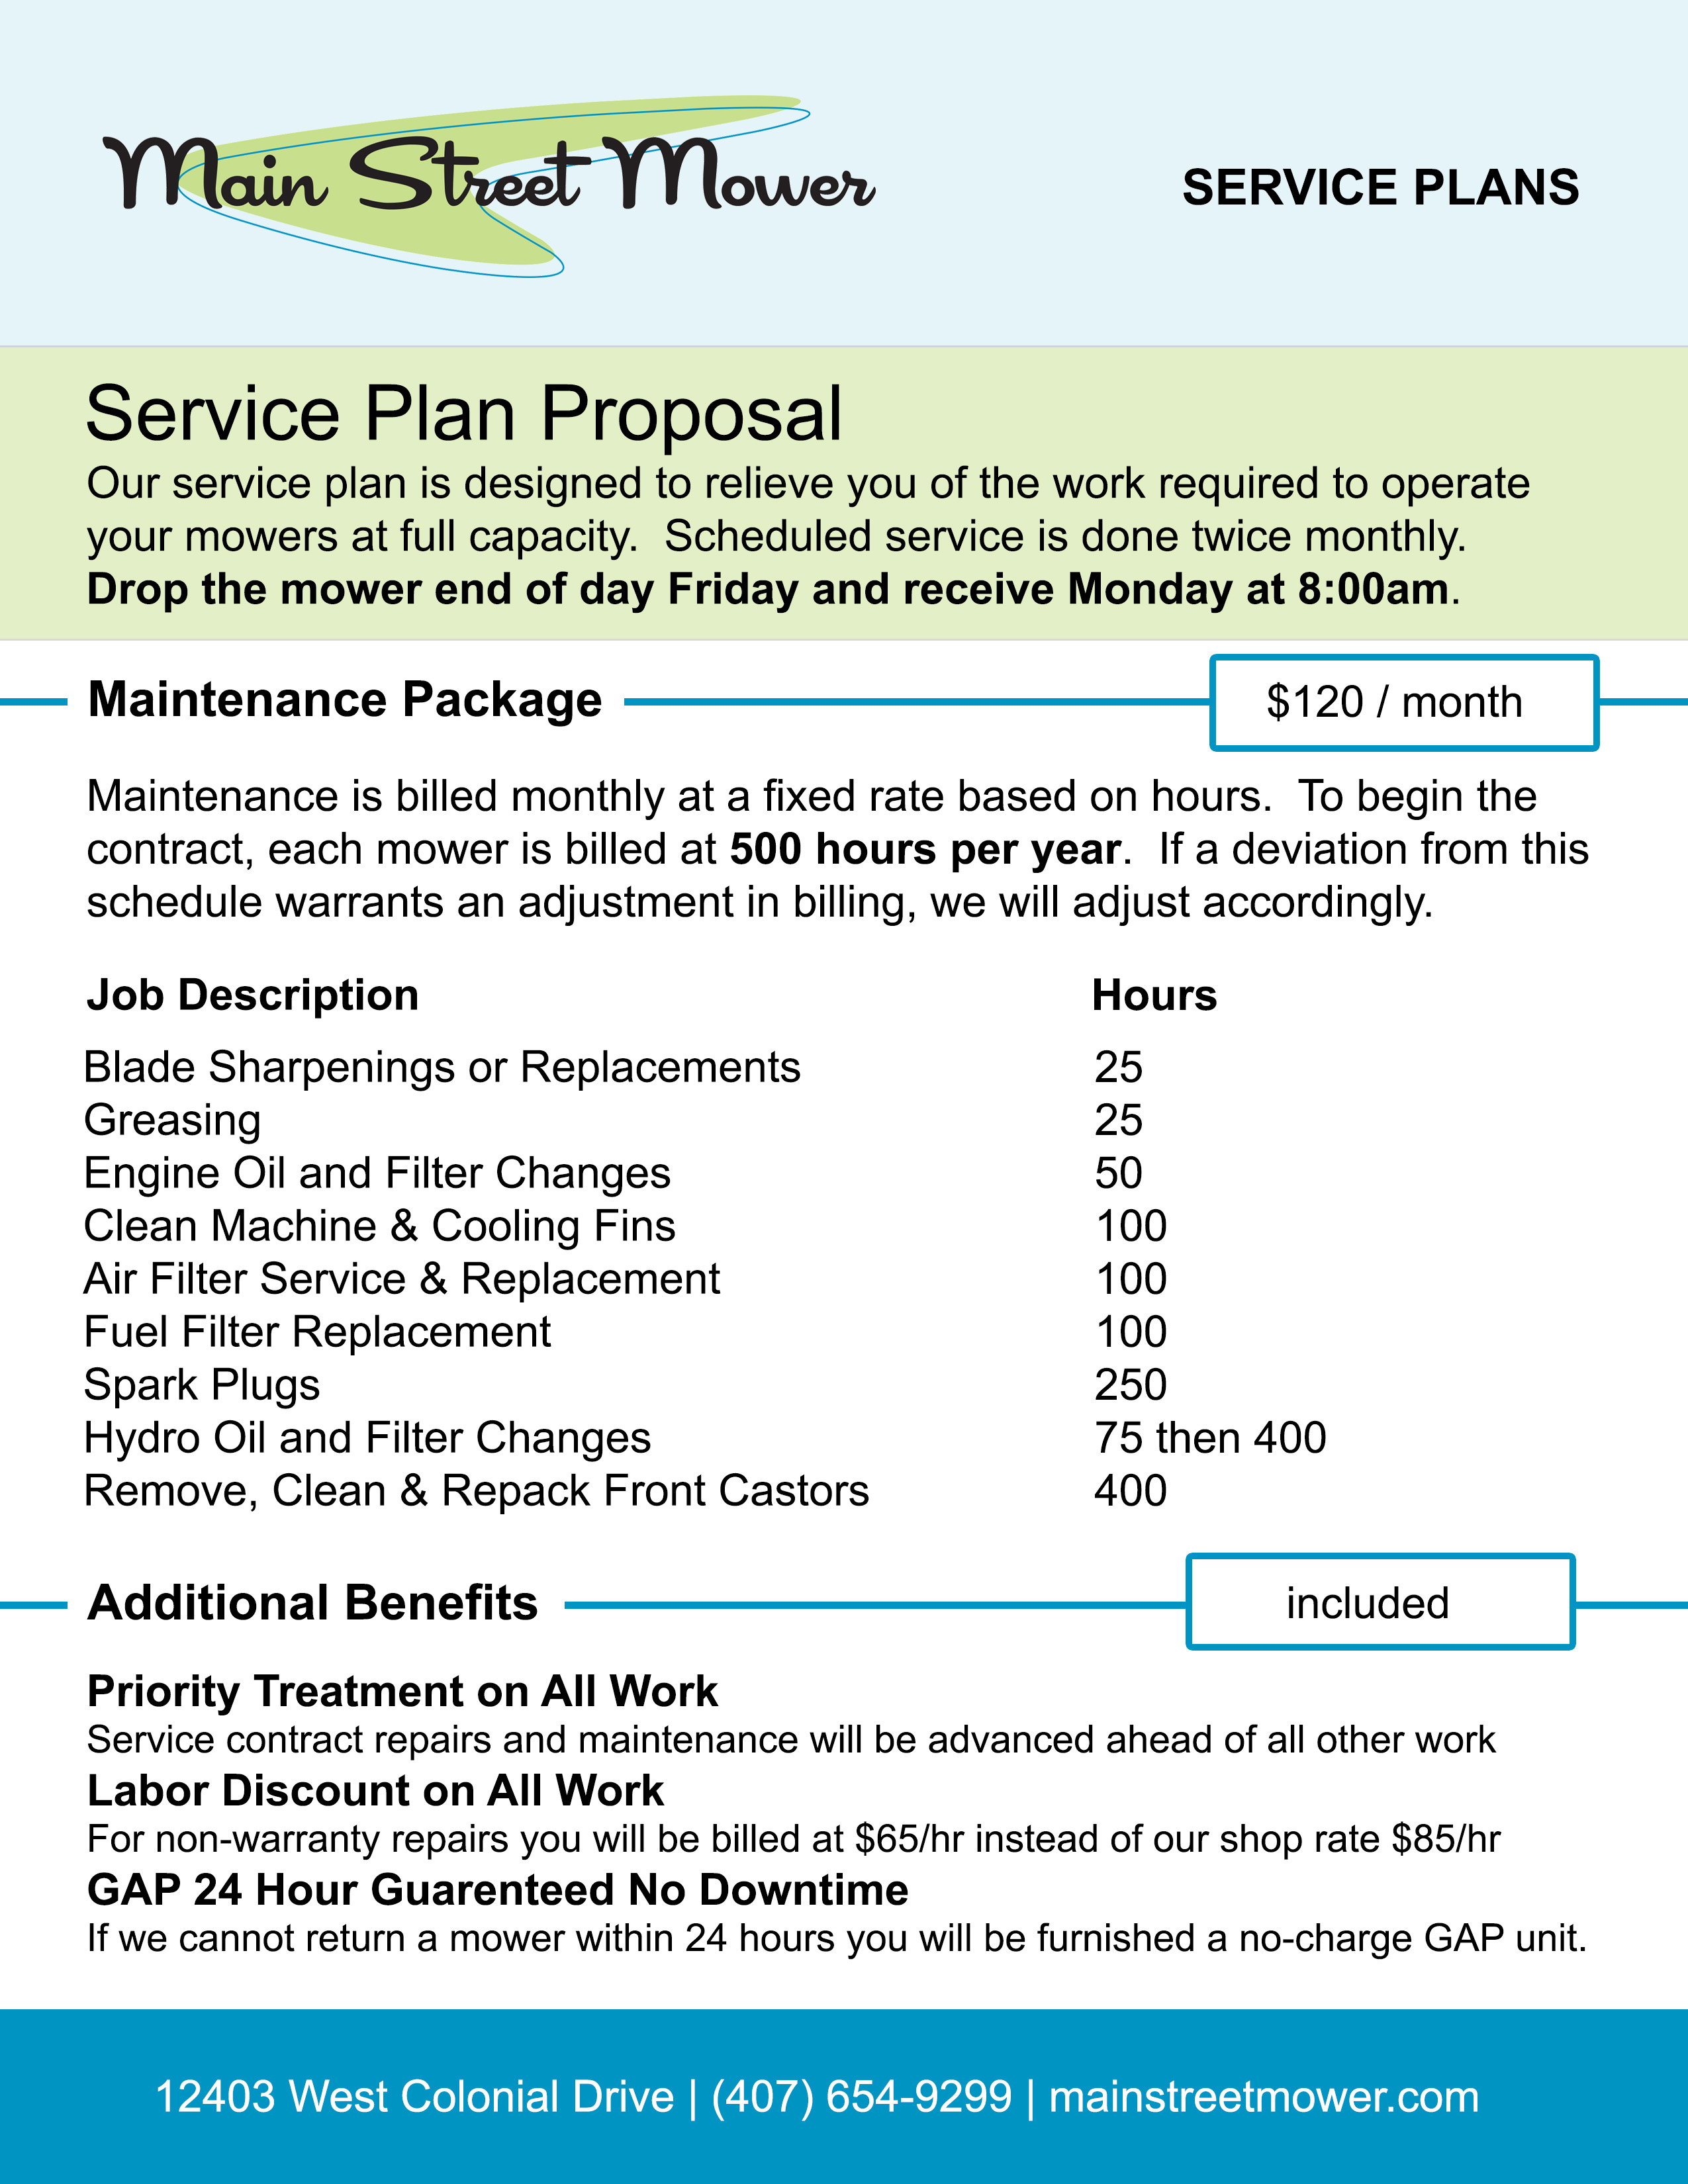 Main Street Mower
SERVICE PLANS
Service Plan Proposal
Our service plan is designed to relieve you of the work required to operate
your mowers at full capacity.  Scheduled service is done twice monthly.
Drop the mower end of day Friday and receive Monday at 8:00am.
Maintenance Package
$120 / month
Maintenance is billed monthly at a fixed rate based on hours.  To begin the
contract, each mower is billed at 500 hours per year.  If a deviation from this
schedule warrants an adjustment in billing, we will adjust accordingly.
Job Description Hours
Blade Sharpenings or Replacements 25
Greasing 25
Engine Oil and Filter Changes 50
Clean Machine & Cooling Fins 100
Air Filter Service & Replacement 100
Fuel Filter Replacement 100
Spark Plugs 250
Hydro Oil and Filter Changes 75 then 400
Remove, Clean & Repack Front Castors 400
Additional Benefits
included
Priority Treatment on All Work
Service contract repairs and maintenance will be advanced ahead of all other work
Labor Discount on All Work
For non-warranty repairs you will be billed at $65/hr instead of our shop rate $85/hr
GAP 24 Hour Guarenteed No Downtime
If we cannot return a mower within 24 hours you will be furnished a no-charge GAP unit.
12403 West Colonial Drive | (407) 654-9299 | mainstreetmower.com